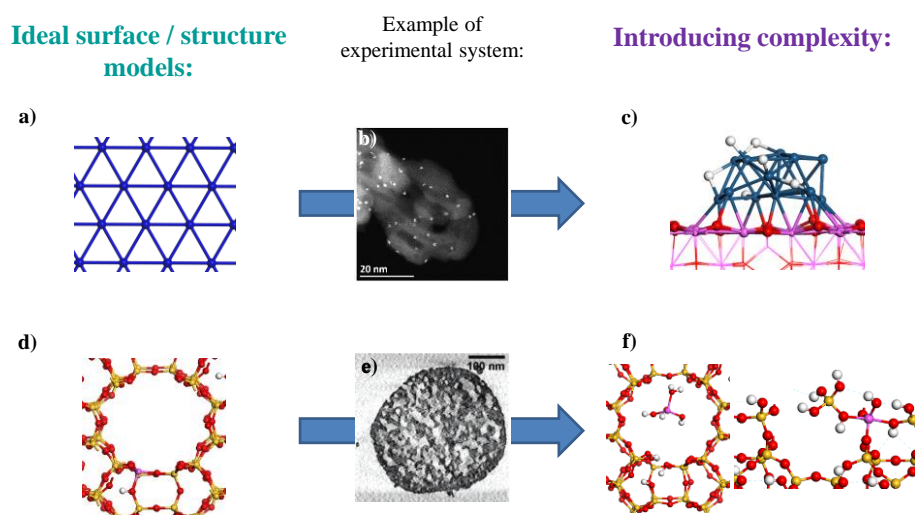 Ideal surface / structure
models:
Example of
experimental system:
Introducing complexity:
a)
b)
c)
20 nm
d)
e)
f)
100 nm